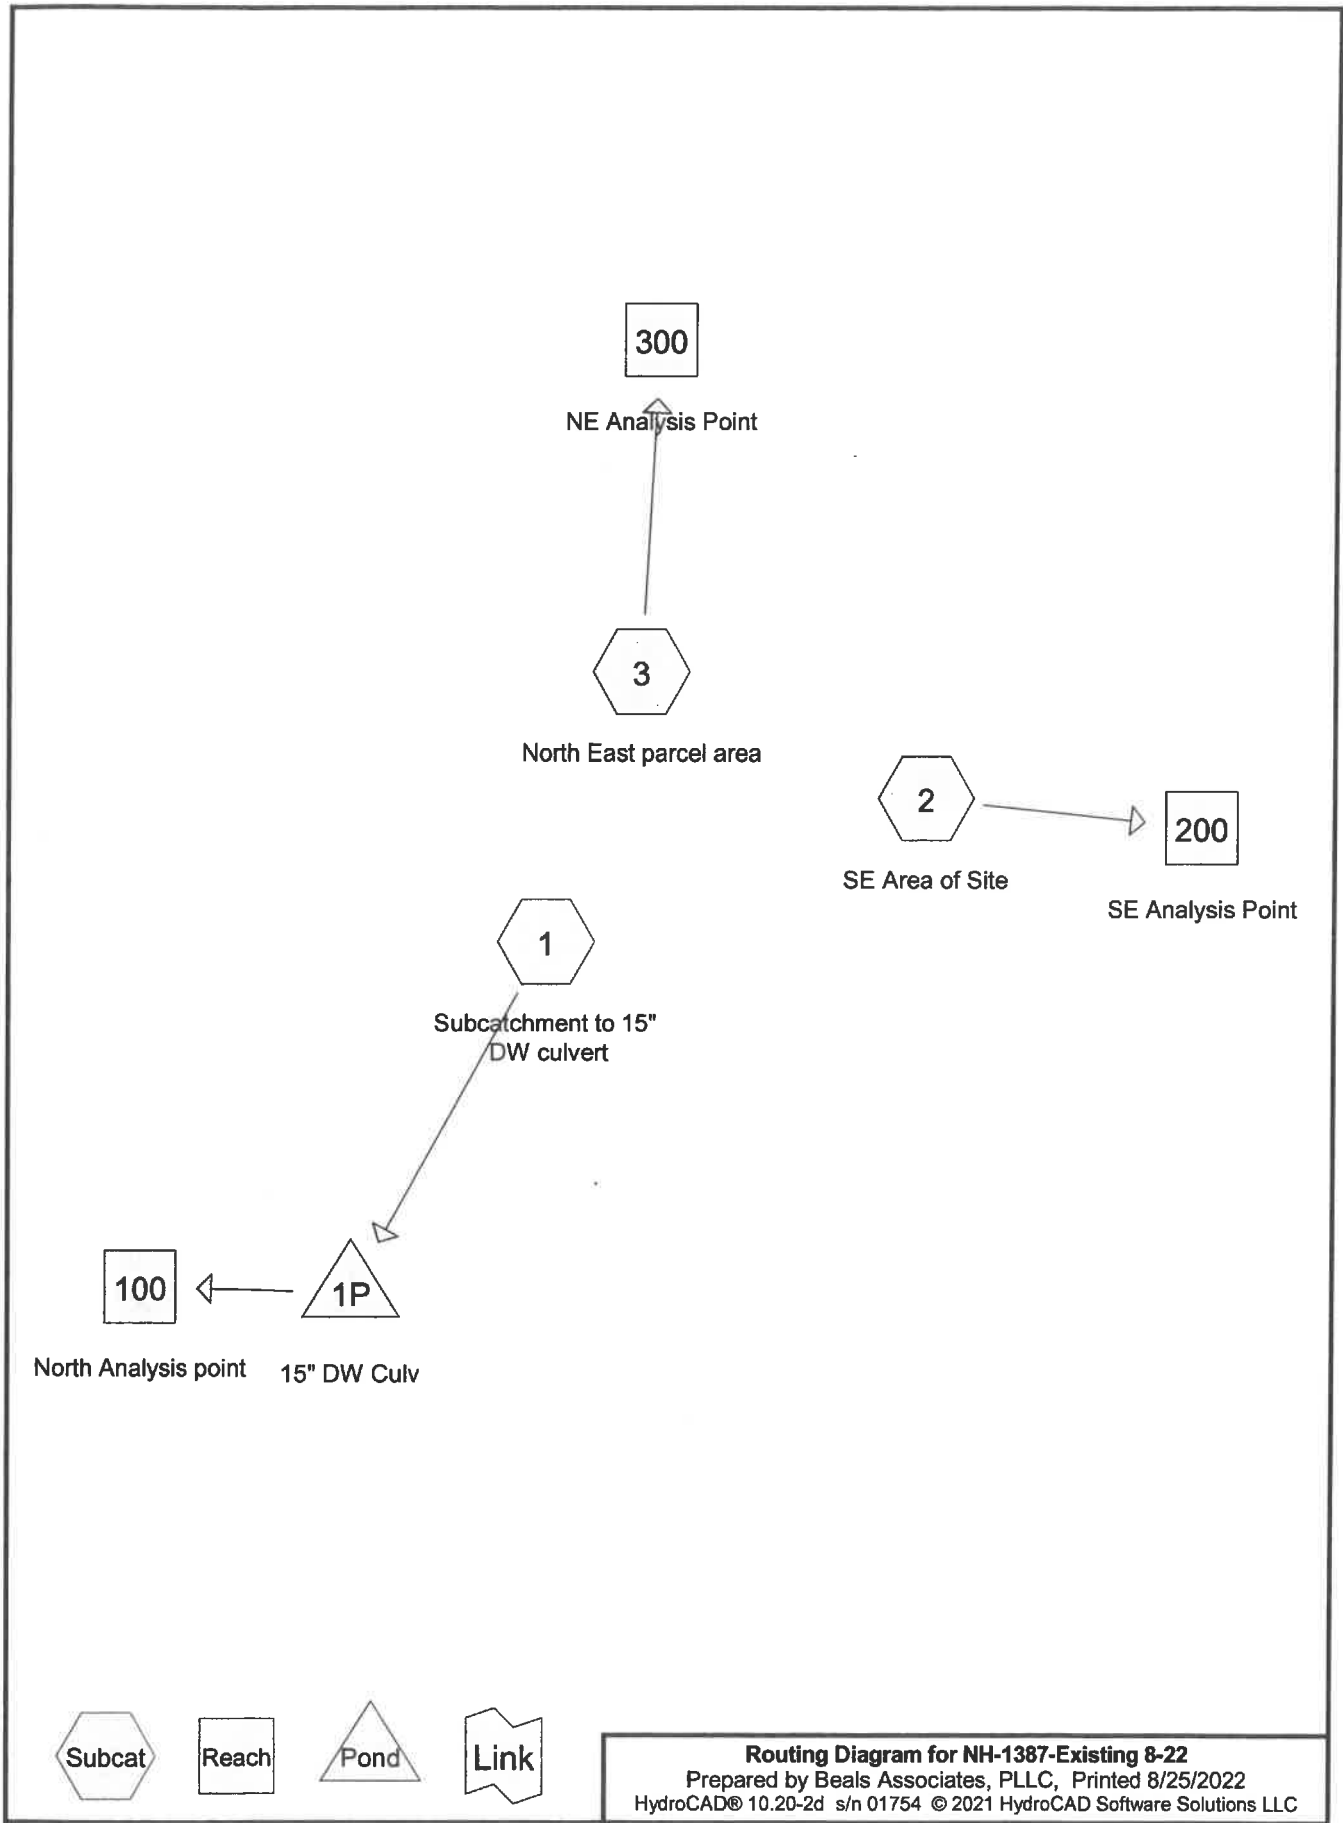 300
NE Analysis Point
3
North East parcel area
2
200
SE Area of Site
SE Analysis Point
1
Subcatchment to 15"
DW culvert
100
1P
North Analysis point
15" DW Culv
Subcat
Reach
Pond
Link
Routing Diagram for NH-1387-Existing 8-22
Prepared by Beals Associates, PLLC, Printed 8/25/2022
HydroCAD® 10.20-2d s/n 01754 © 2021 HydroCAD Software Solutions LLC